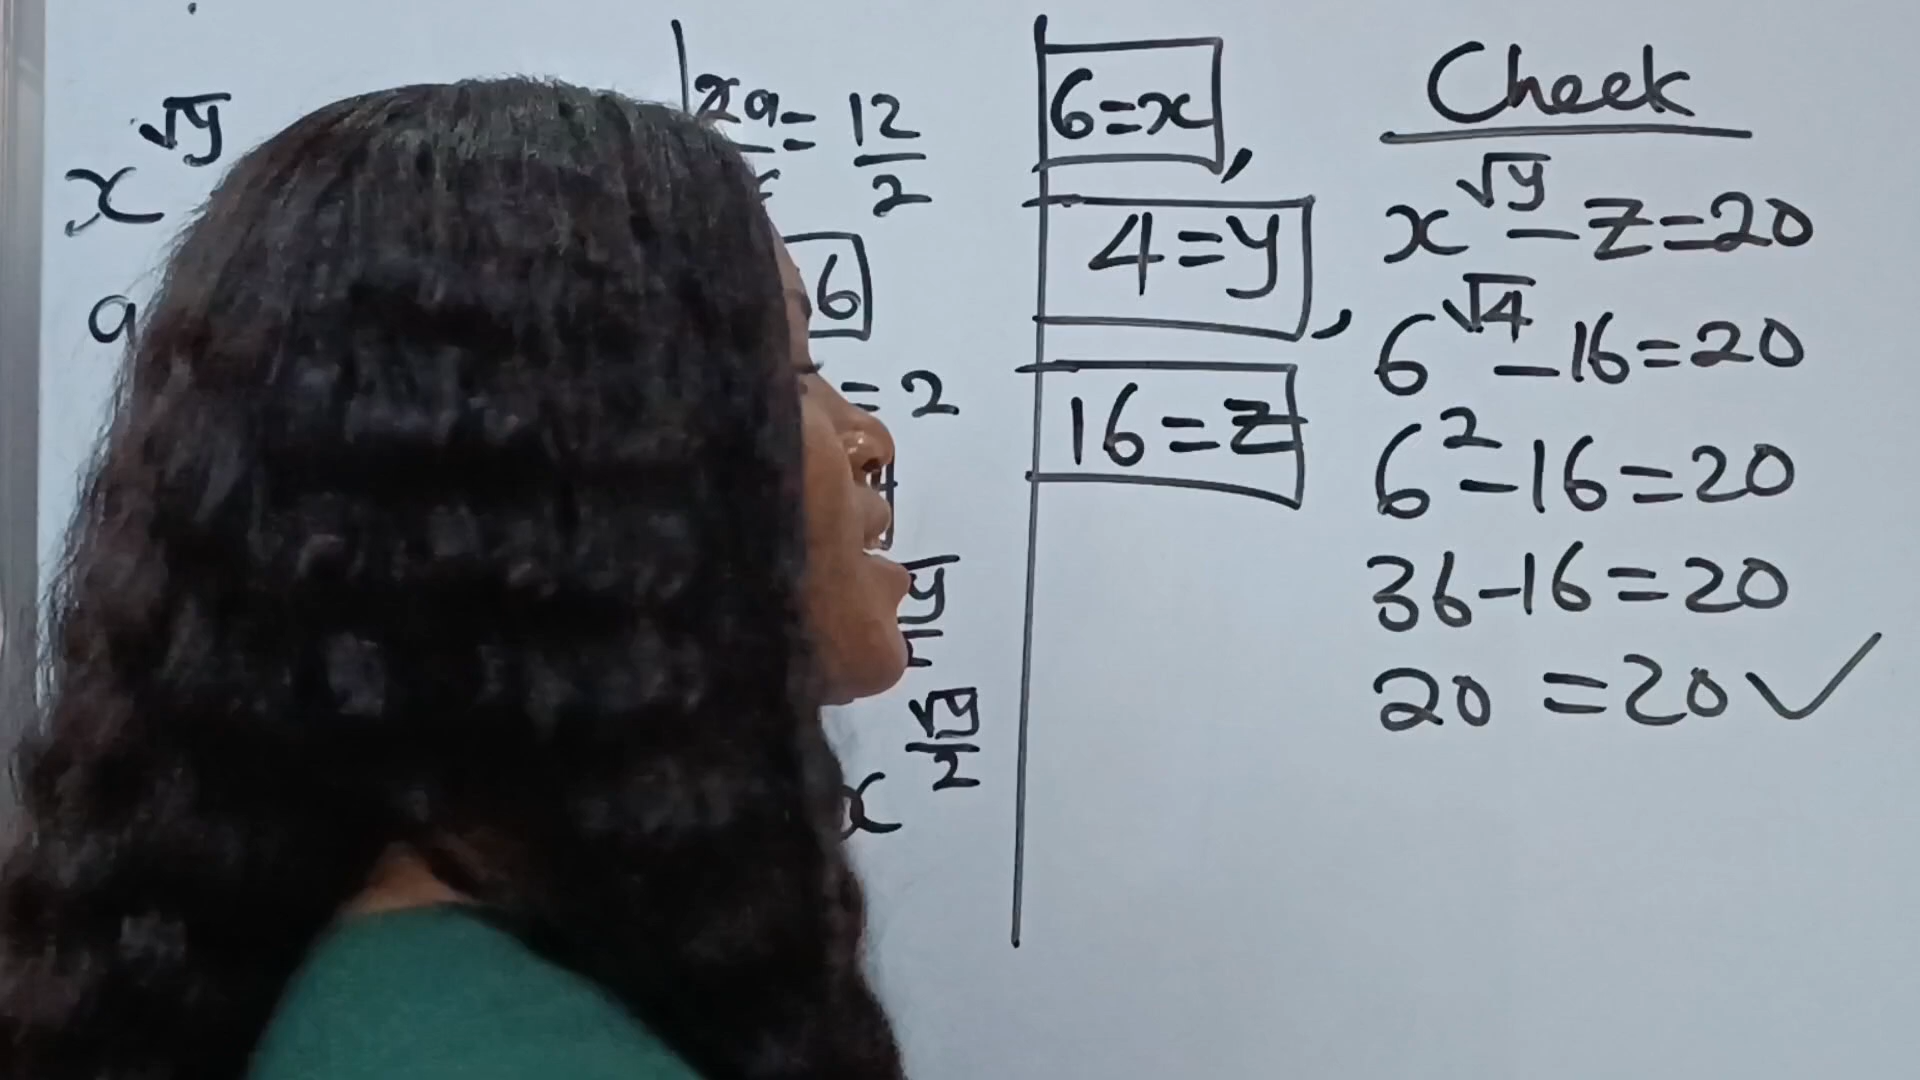 x^√y
a
2a = 12
2
6
= 2
√y
x^(√y/2)
6=x,
4=y,
16=z
Check
x^√y - z=20
6^√4 - 16=20
6^2 - 16=20
36-16=20
20 =20✓